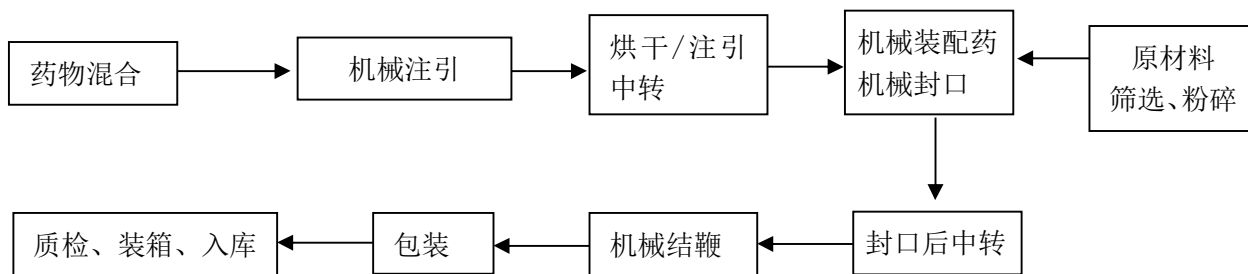 药物混合
机械注引
烘干/注引
中转
机械装配药
机械封口
原材料
筛选、粉碎
质检、装箱、入库
包装
机械结鞭
封口后中转